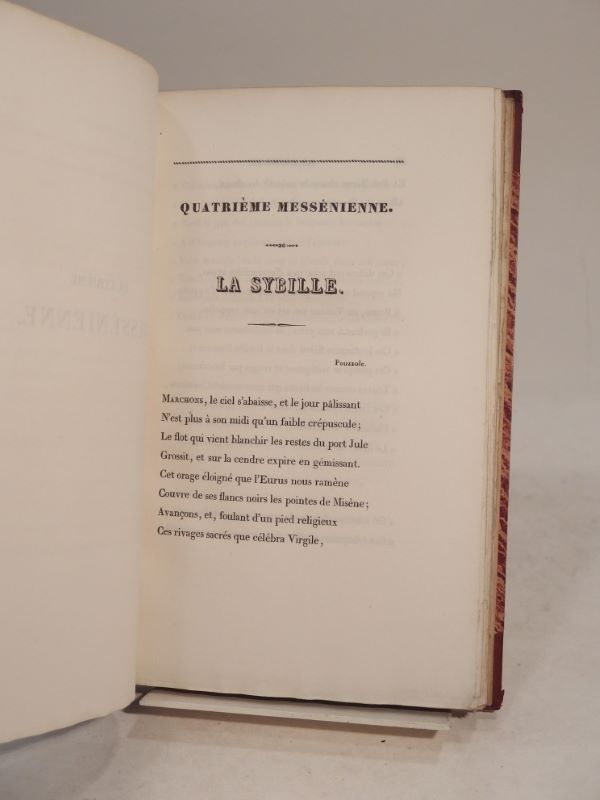 QUATRIÈME MESSÉNIENNE.
LA SYBILLE.
Pouzzole.
MARCHONS, le ciel s'abaisse, et le jour pâlissant
N'est plus à son midi qu'un faible crépuscule;
Le flot qui vient blanchir les restes du port Jule
Grossit, et sur la cendre expire en gémissant.
Cet orage éloigné que l'Eurus nous ramène
Couvre de ses flancs noirs les pointes de Misène;
Avançons, et, foulant d'un pied religieux
Ces rivages sacrés que célébra Virgile,